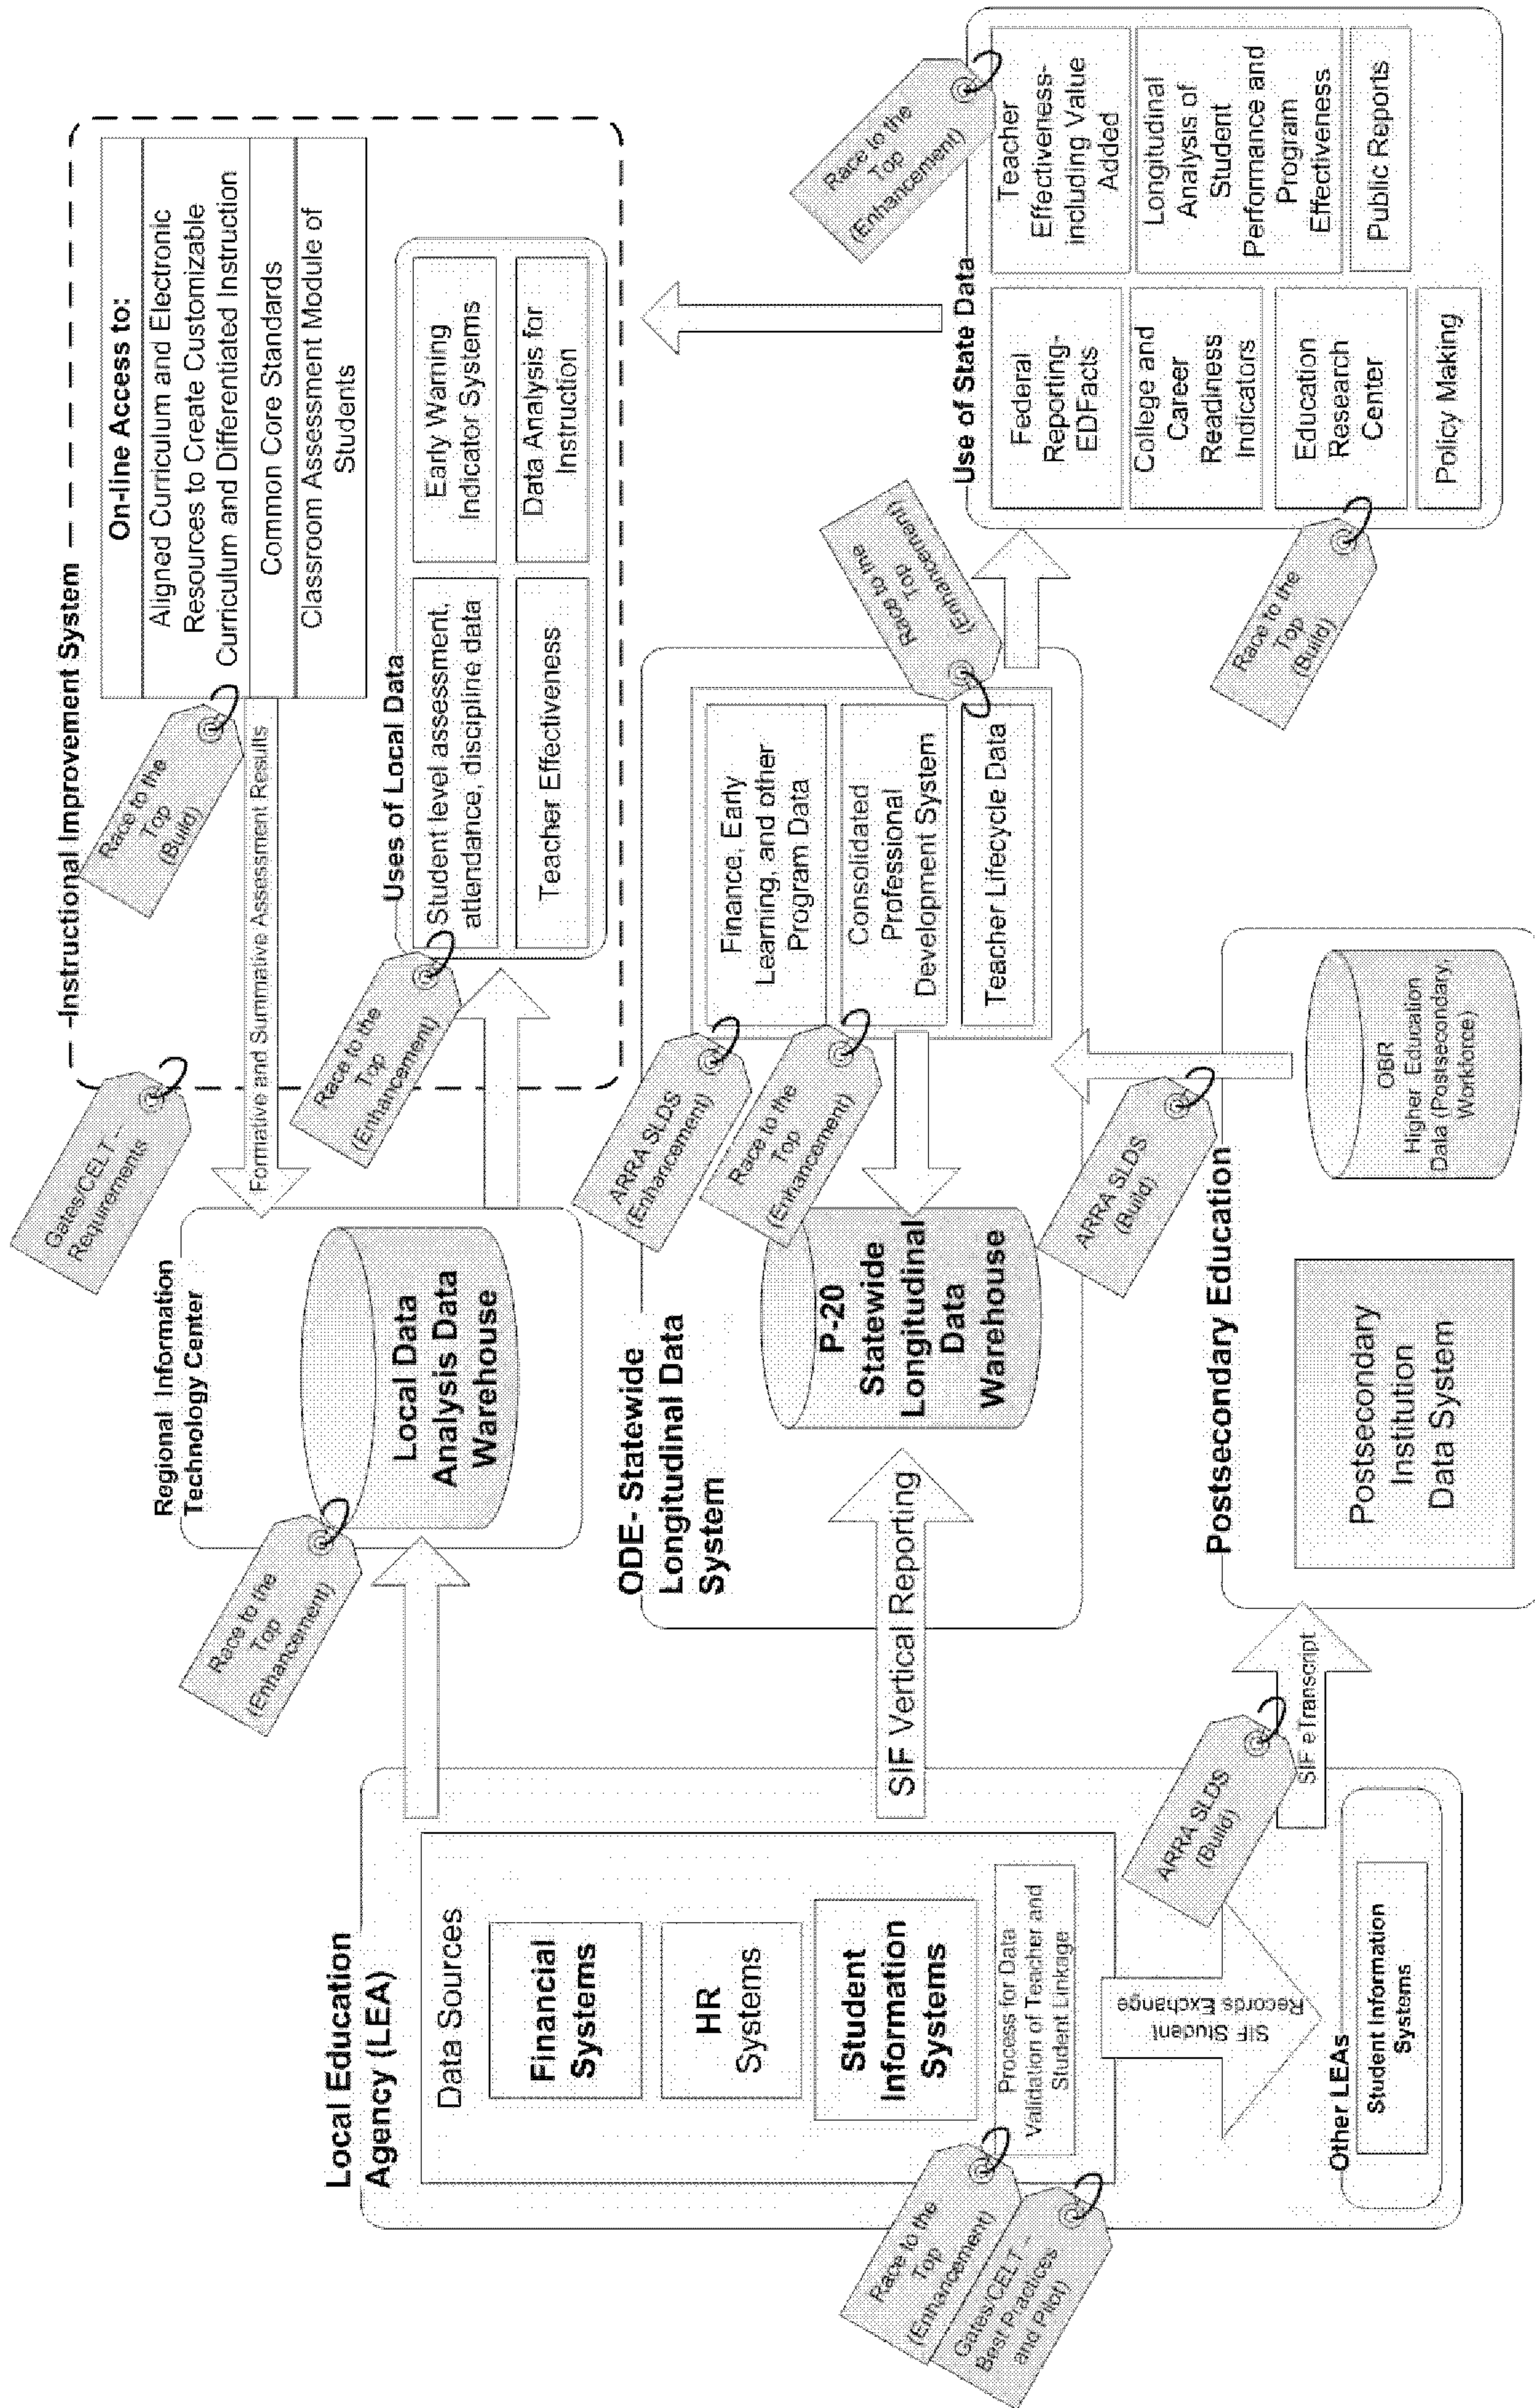 Local Education
Agency (LEA)
Data Sources
Financial
Systems
HR
Systems
Student
Information
Systems
Process for Data
Validation of Teacher and
Student Linkage
Race to the
Top
(Enhancement)
Gates/CELT –
Best Practices
and Pilot)
SIF Student
Records Exchange
Other LEAs
Student Information
Systems
ARRA SLDS
(Build)
SIF eTranscript
SIF Vertical Reporting
Race to the
Top
(Enhancement)
Regional Information
Technology Center
Local Data
Analysis Data
Warehouse
Gates/CELT –
Requirements
Formative and Summative Assessment Results
Race to the
Top
(Build)
Instructional Improvement System
On-line Access to:
Aligned Curriculum and Electronic
Resources to Create Customizable
Curriculum and Differentiated Instruction
Common Core Standards
Classroom Assessment Module of
Students
Race to the
Top
(Enhancement)
Uses of Local Data
Student level assessment,
attendance, discipline data
Early Warning
Indicator Systems
Teacher Effectiveness
Data Analysis for
Instruction
ODE- Statewide
Longitudinal Data
System
P-20
Statewide
Longitudinal
Data
Warehouse
ARRA SLDS
(Enhancement)
Race to the
Top
(Enhancement)
Finance, Early
Learning, and other
Program Data
Consolidated
Professional
Development System
Teacher Lifecycle Data
Race to the
Top
(Enhancement)
Postsecondary Education
Postsecondary
Institution
Data System
ARRA SLDS
(Build)
OBR
Higher Education
Data (Postsecondary,
Workforce)
Use of State Data
Race to the
Top
(Enhancement)
Federal
Reporting-
EDFacts
Teacher
Effectiveness-
including Value
Added
College and
Career
Readiness
Indicators
Longitudinal
Analysis of
Student
Performance and
Program
Effectiveness
Education
Research
Center
Public Reports
Policy Making
Race to the
Top
(Build)